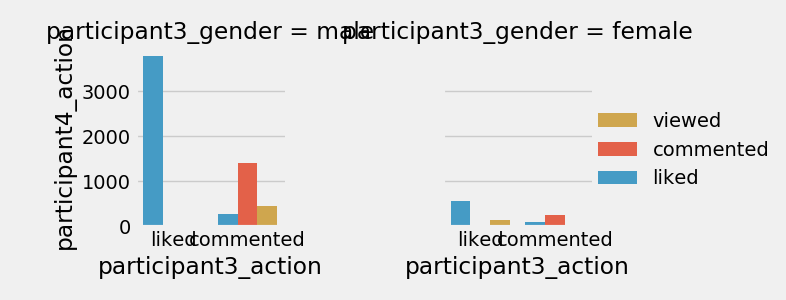 participant3_gender = male
participant3_gender = female
participant4_action
3000
2000
1000
0
liked
commented
liked
commented
participant3_action
participant3_action
viewed
commented
liked